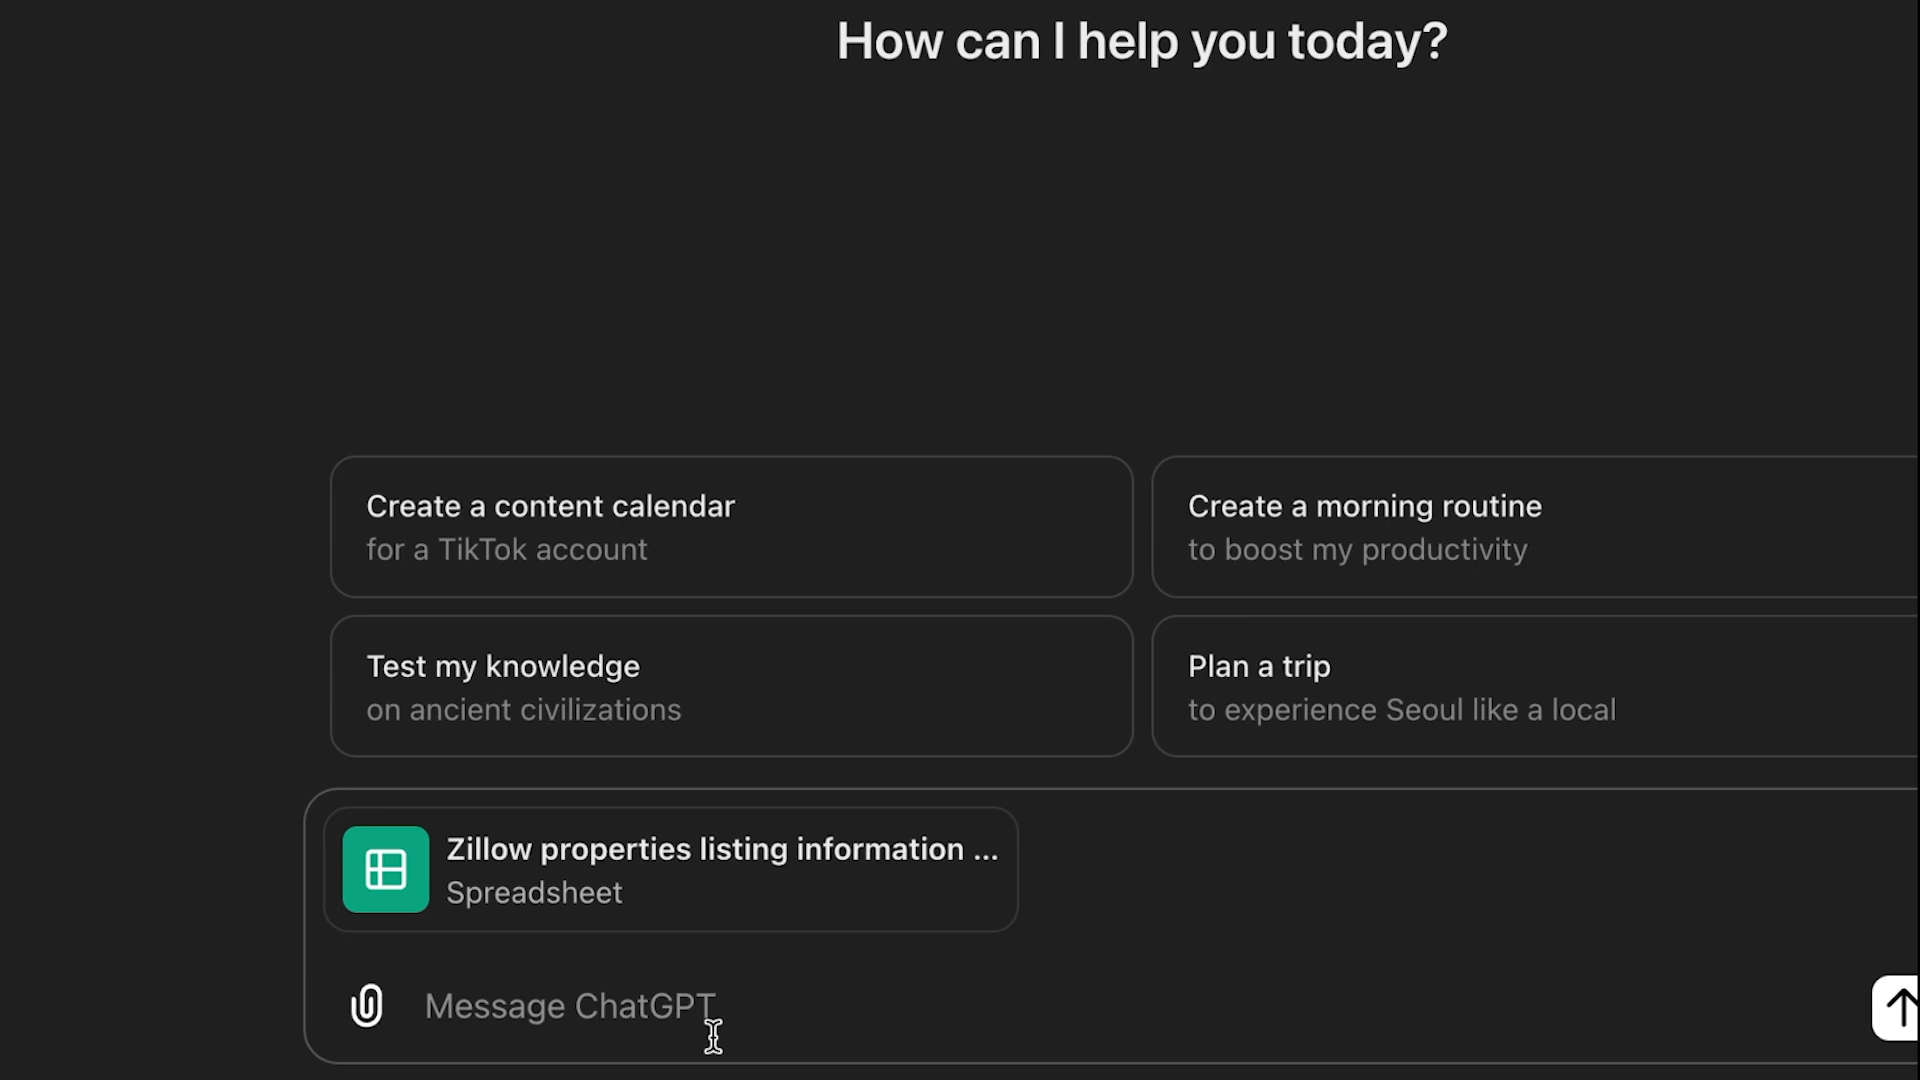 How can I help you today?
Create a content calendar
for a TikTok account
Create a morning routine
to boost my productivity
Test my knowledge
on ancient civilizations
Plan a trip
to experience Seoul like a local
Zillow properties listing information ...
Spreadsheet
Message ChatGPT